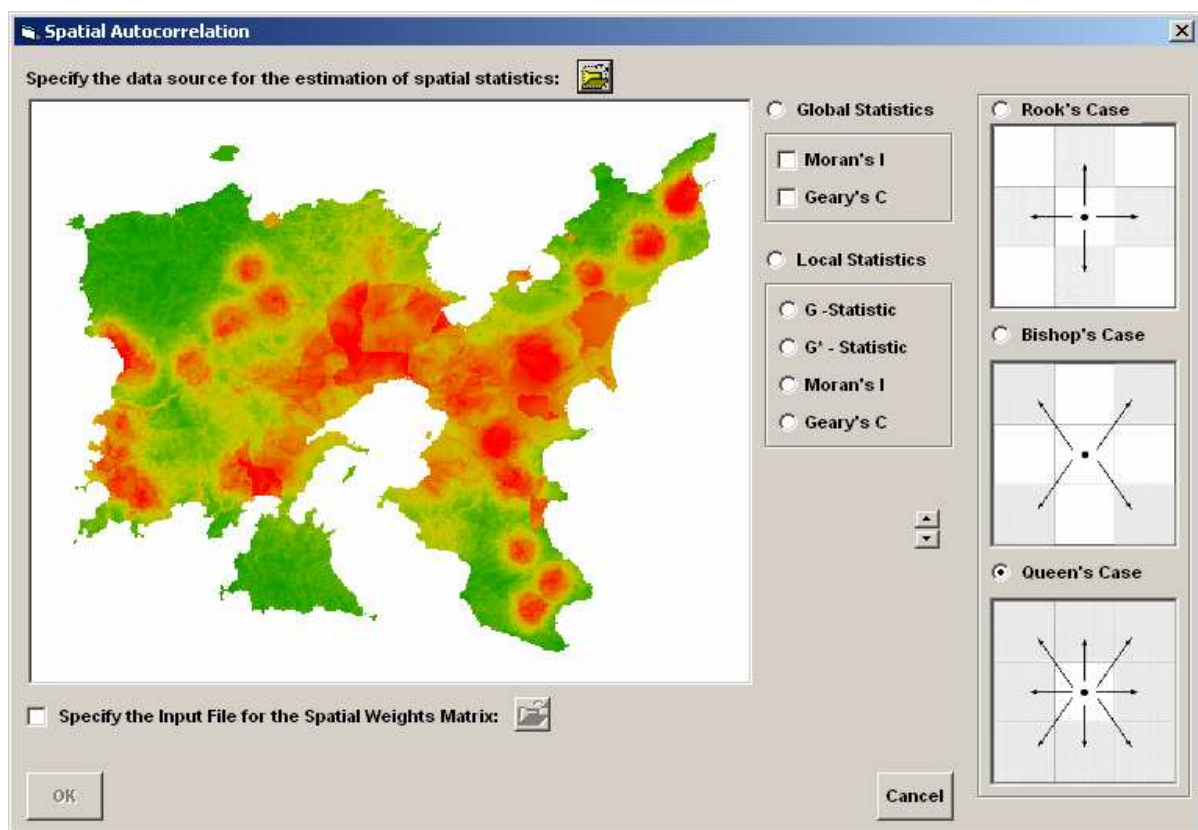 Spatial Autocorrelation
Specify the data source for the estimation of spatial statistics:
Global Statistics
Moran's I
Geary's C
Local Statistics
G -Statistic
G* - Statistic
Moran's I
Geary's C
Rook's Case
Bishop's Case
Queen's Case
Specify the Input File for the Spatial Weights Matrix:
OK
Cancel